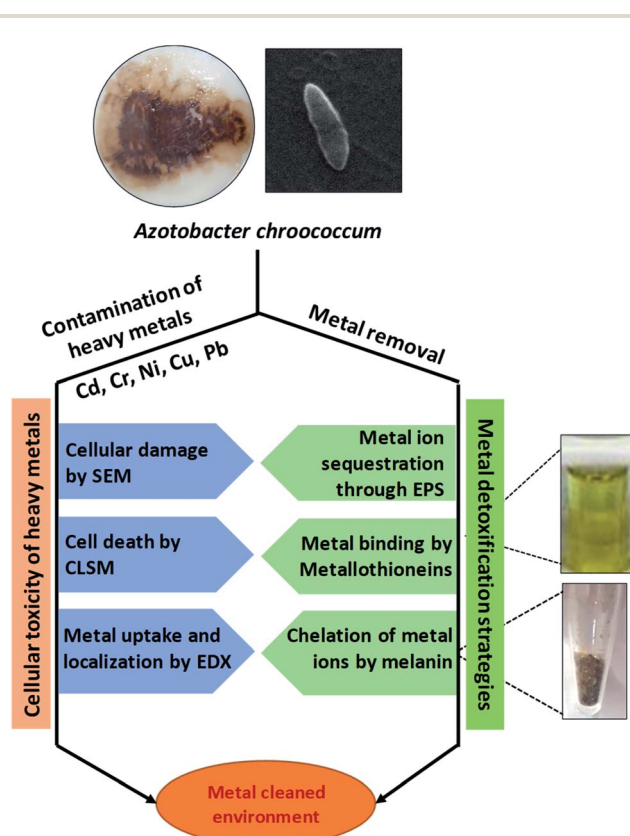 Azotobacter chroococcum
Contamination of
heavy metals
Cd, Cr, Ni, Cu, Pb
Metal removal
Cellular toxicity of heavy metals
Cellular damage
by SEM
Cell death by
CLSM
Metal uptake and
localization by EDX
Metal ion
sequestration
through EPS
Metal binding by
Metallothioneins
Chelation of metal
ions by melanin
Metal detoxification strategies
Metal cleaned
environment